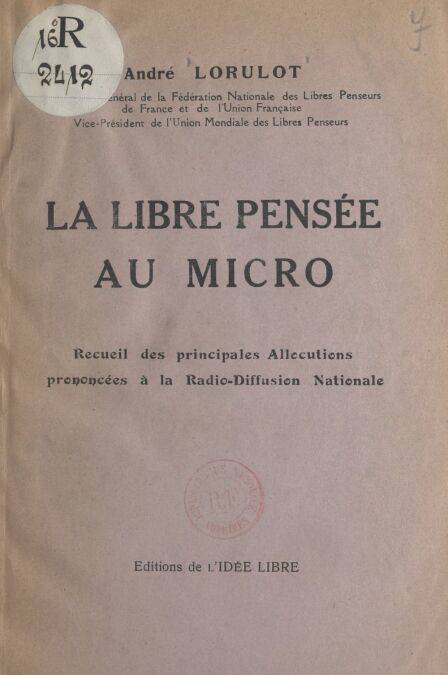 16° R
2412
André LORULOT
énéral de la Fédération Nationale des Libres Penseurs
de France et de l'Union Française
Vice-Président de l'Union Mondiale des Libres Penseurs
LA LIBRE PENSÉE
AU MICRO
Recueil des principales Allocutions
prononcées à la Radio-Diffusion Nationale
Editions de L'IDÉE LIBRE